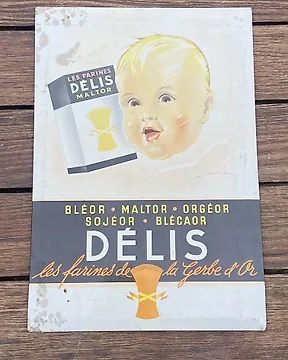 LES FARINES
DÉLIS
MALTOR
BLÉOR • MALTOR • ORGÉOR
SOJÉOR • BLÉCAOR
DÉLIS
les farines de la Gerbe d'Or